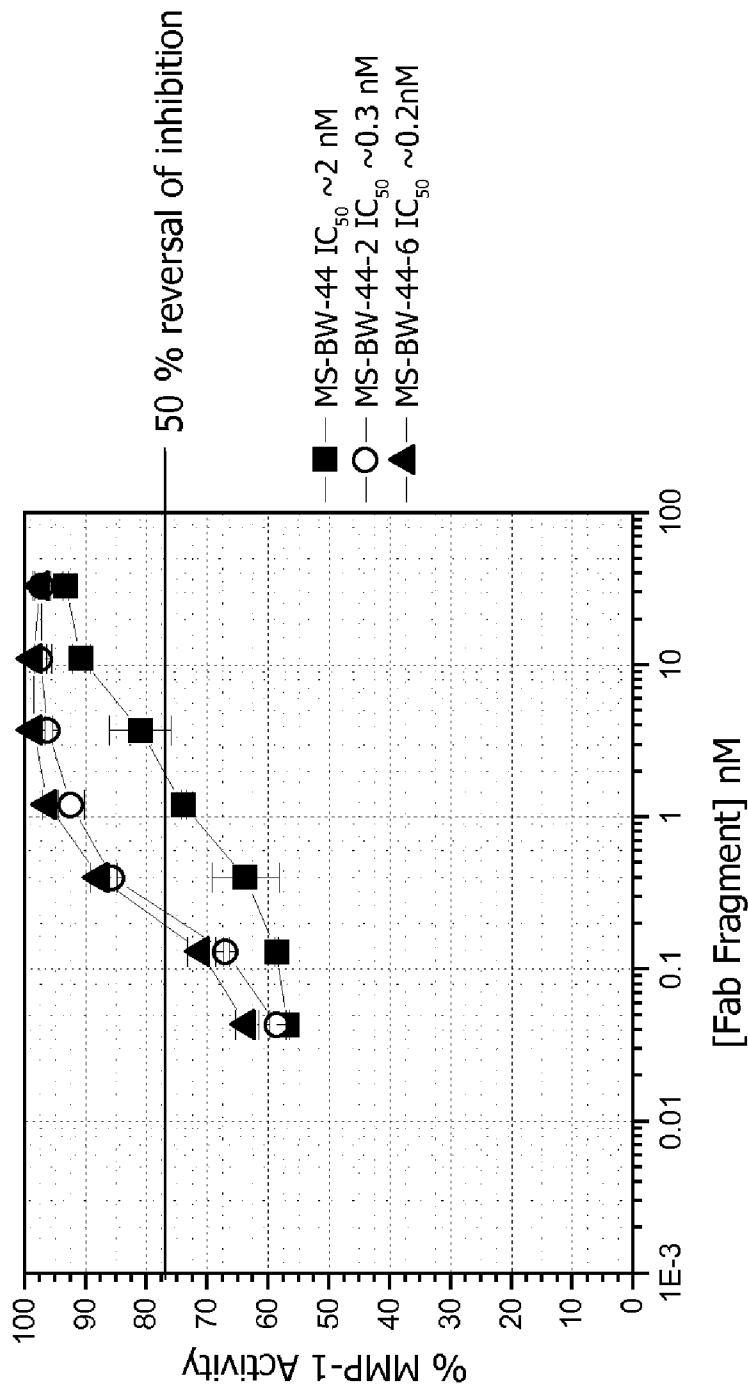 100
90
80
70
60
50
40
30
20
10
0
% MMP-1 Activity
1E-3
0.01
0.1
1
10
100
[Fab Fragment] nM
50 % reversal of inhibition
MS-BW-44 IC50 ~2 nM
MS-BW-44-2 IC50 ~0.3 nM
MS-BW-44-6 IC50 ~0.2nM